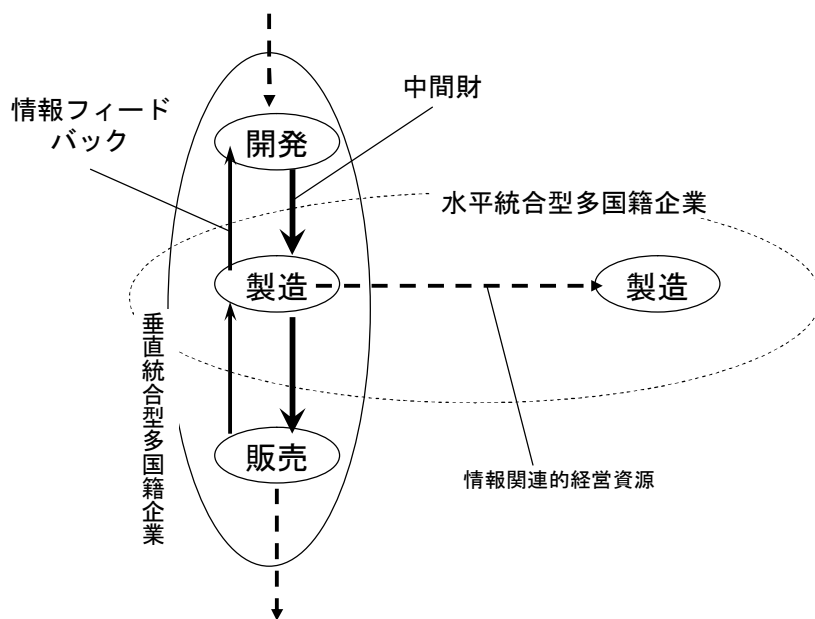 情報フィード
バック
中間財
開発
水平統合型多国籍企業
製造
製造
垂直統合型多国籍企業
販売
情報関連的経営資源